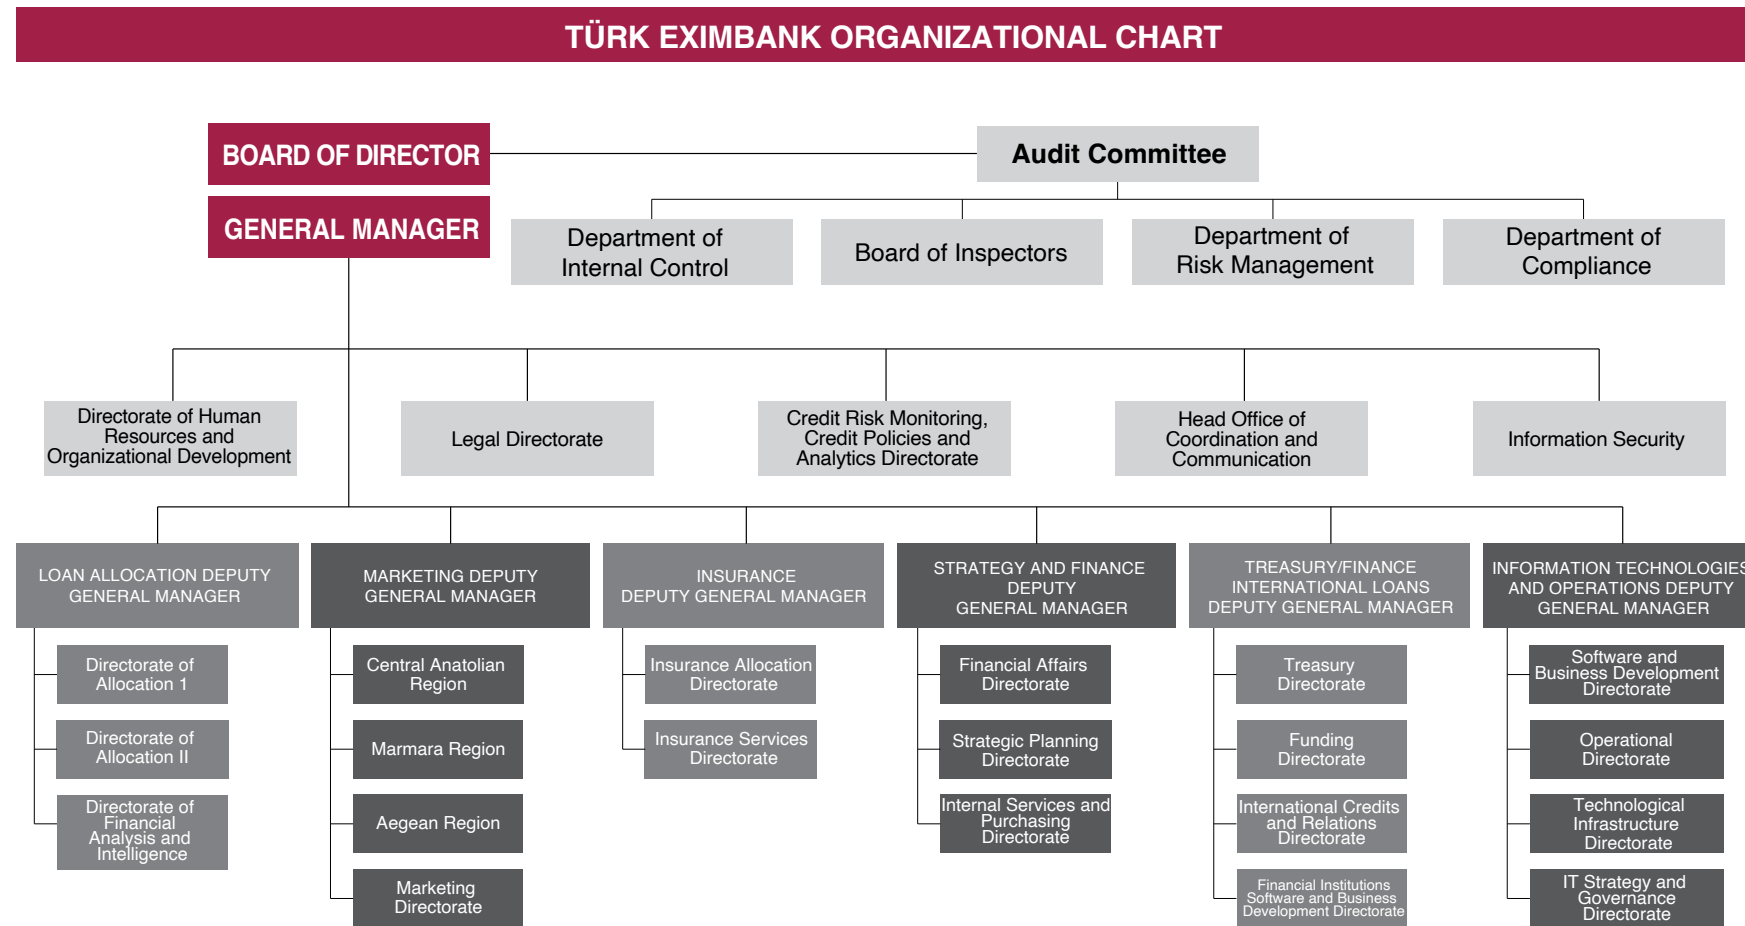 TÜRK EXIMBANK ORGANIZATIONAL CHART
BOARD OF DIRECTOR
Audit Committee
GENERAL MANAGER
Department of
Internal Control
Board of Inspectors
Department of
Risk Management
Department of
Compliance
Directorate of Human
Resources and
Organizational Development
Legal Directorate
Credit Risk Monitoring,
Credit Policies and
Analytics Directorate
Head Office of
Coordination and
Communication
Information Security
LOAN ALLOCATION DEPUTY
GENERAL MANAGER
Directorate of
Allocation 1
Directorate of
Allocation II
Directorate of
Financial
Analysis and
Intelligence
MARKETING DEPUTY
GENERAL MANAGER
Central Anatolian
Region
Marmara Region
Aegean Region
Marketing
Directorate
INSURANCE
DEPUTY GENERAL MANAGER
Insurance Allocation
Directorate
Insurance Services
Directorate
STRATEGY AND FINANCE
DEPUTY
GENERAL MANAGER
Financial Affairs
Directorate
Strategic Planning
Directorate
Internal Services and
Purchasing
Directorate
TREASURY/FINANCE
INTERNATIONAL LOANS
DEPUTY GENERAL MANAGER
Treasury
Directorate
Funding
Directorate
International Credits
and Relations
Directorate
Financial Institutions
Software and Business
Development Directorate
INFORMATION TECHNOLOGIES
AND OPERATIONS DEPUTY
GENERAL MANAGER
Software and
Business Development
Directorate
Operational
Directorate
Technological
Infrastructure
Directorate
IT Strategy and
Governance
Directorate